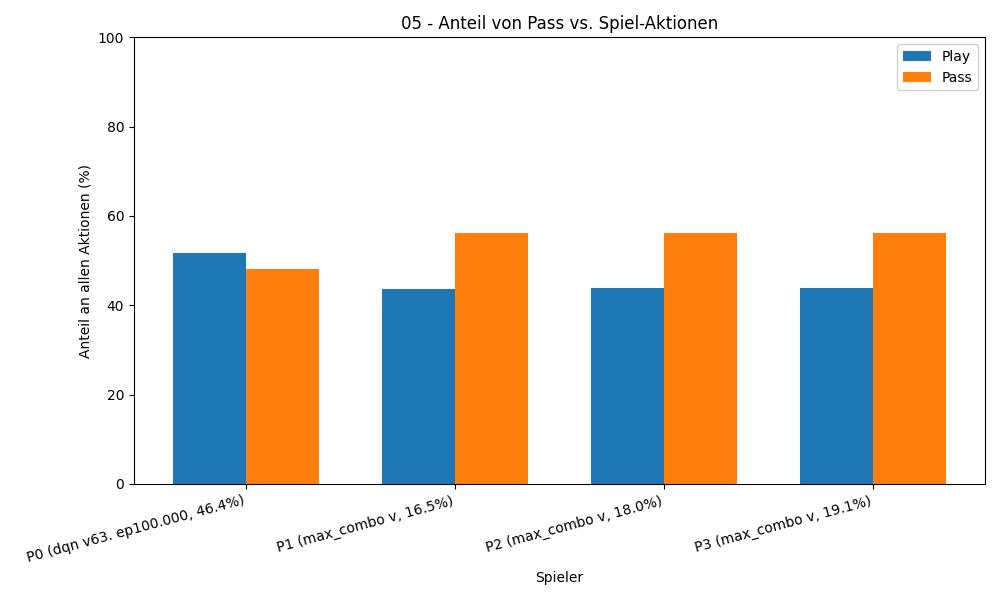 05 - Anteil von Pass vs. Spiel-Aktionen
Play
Pass
Anteil an allen Aktionen (%)
100
80
60
40
20
0
P0 (dqn v63. ep100.000, 46.4%)
P1 (max_combo v, 16.5%)
P2 (max_combo v, 18.0%)
P3 (max_combo v, 19.1%)
Spieler